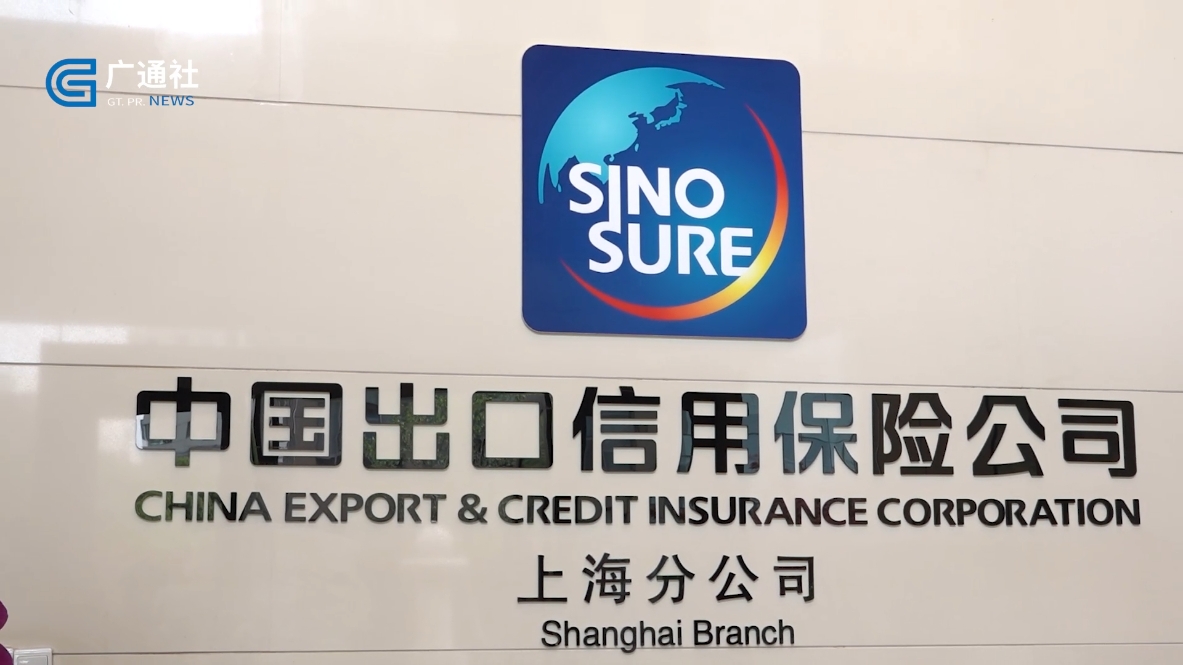 广通社
GT. PR. NEWS
SINO
SURE
中国出口信用保险公司
CHINA EXPORT & CREDIT INSURANCE CORPORATION
上海分公司
Shanghai Branch